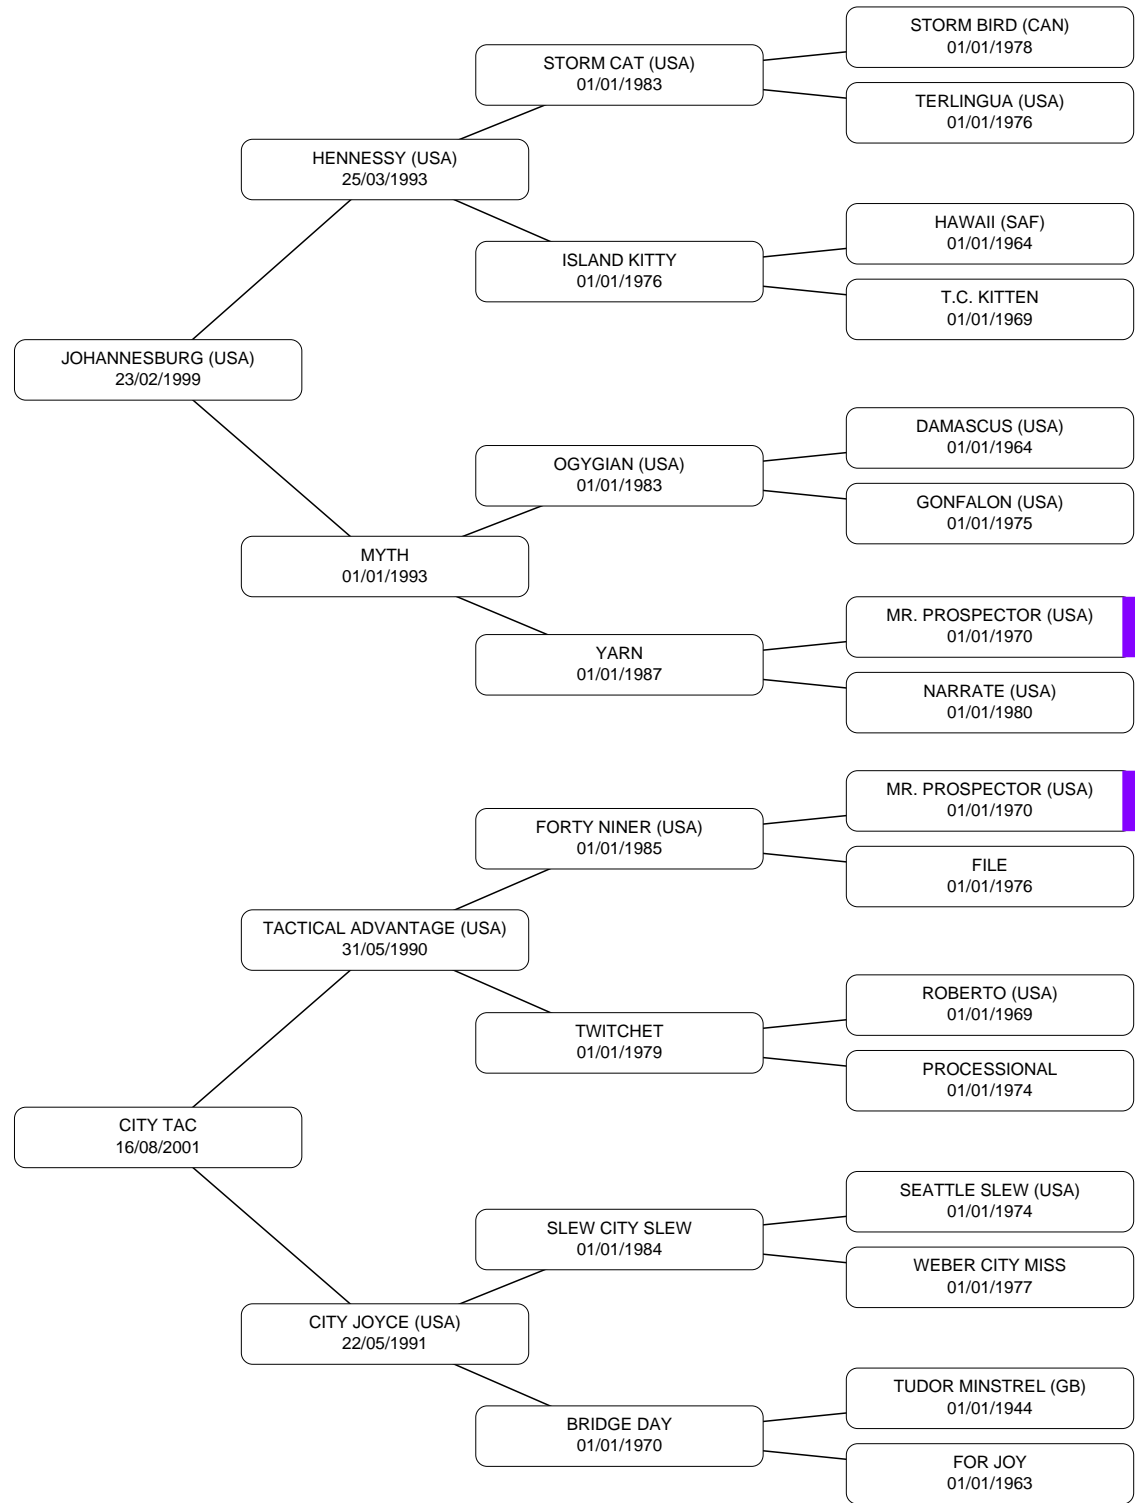 STORM BIRD (CAN)
01/01/1978
STORM CAT (USA)
01/01/1983
TERLINGUA (USA)
01/01/1976
HENNESSY (USA)
25/03/1993
HAWAII (SAF)
01/01/1964
ISLAND KITTY
01/01/1976
T.C. KITTEN
01/01/1969
JOHANNESBURG (USA)
23/02/1999
DAMASCUS (USA)
01/01/1964
OGYGIAN (USA)
01/01/1983
GONFALON (USA)
01/01/1975
MYTH
01/01/1993
MR. PROSPECTOR (USA)
01/01/1970
YARN
01/01/1987
NARRATE (USA)
01/01/1980
MR. PROSPECTOR (USA)
01/01/1970
FORTY NINER (USA)
01/01/1985
FILE
01/01/1976
TACTICAL ADVANTAGE (USA)
31/05/1990
ROBERTO (USA)
01/01/1969
TWITCHET
01/01/1979
PROCESSIONAL
01/01/1974
CITY TAC
16/08/2001
SEATTLE SLEW (USA)
01/01/1974
SLEW CITY SLEW
01/01/1984
WEBER CITY MISS
01/01/1977
CITY JOYCE (USA)
22/05/1991
TUDOR MINSTREL (GB)
01/01/1944
BRIDGE DAY
01/01/1970
FOR JOY
01/01/1963